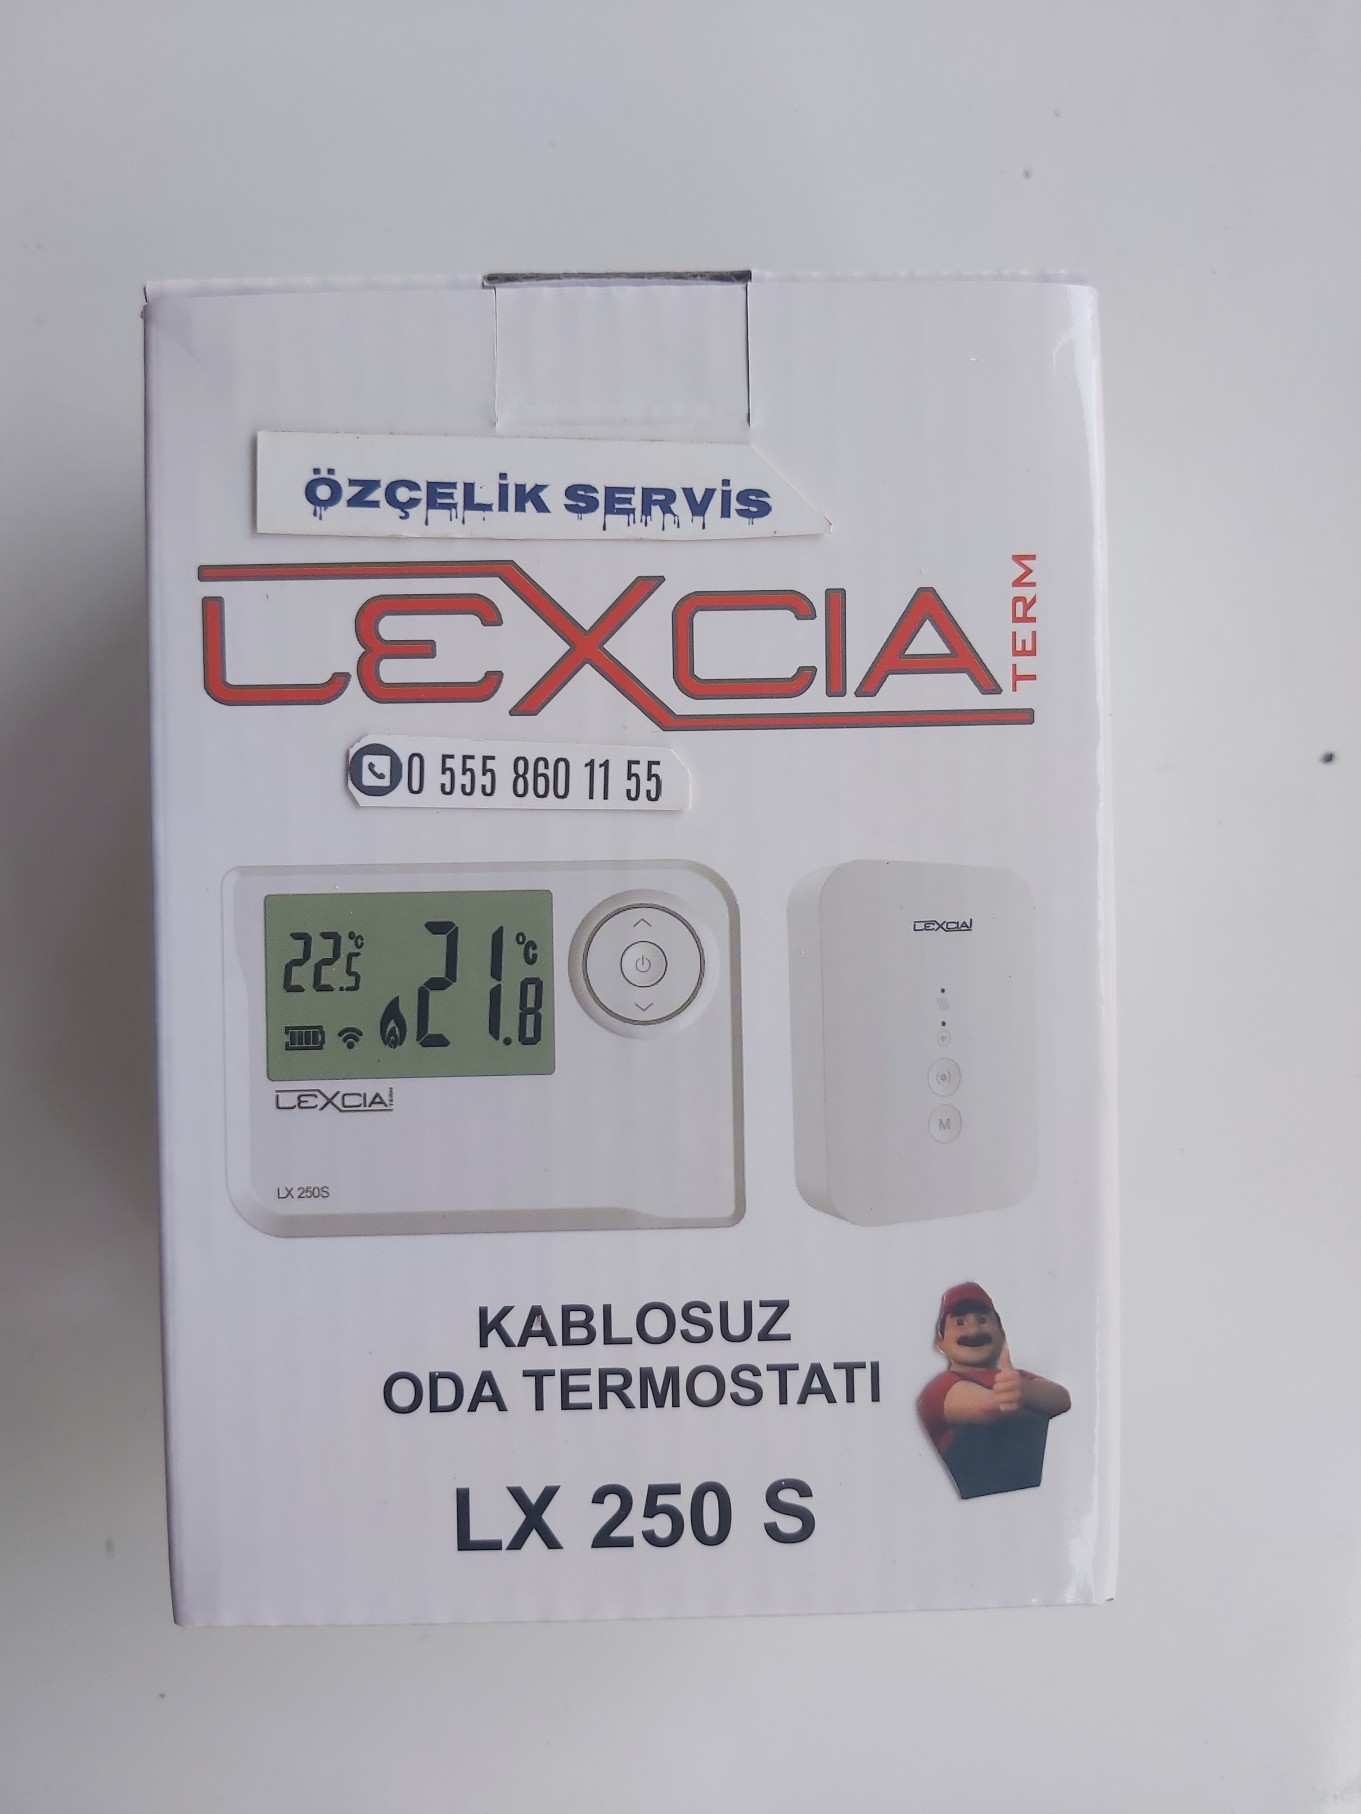 ÖZÇELİK SERVİS
LEXCIA TERM
0 555 860 11 55
22.5 °C
21.8 °C
LEXCIA TERM
LX 250S
LEXCIA
M
KABLOSUZ
ODA TERMOSTATI
LX 250 S